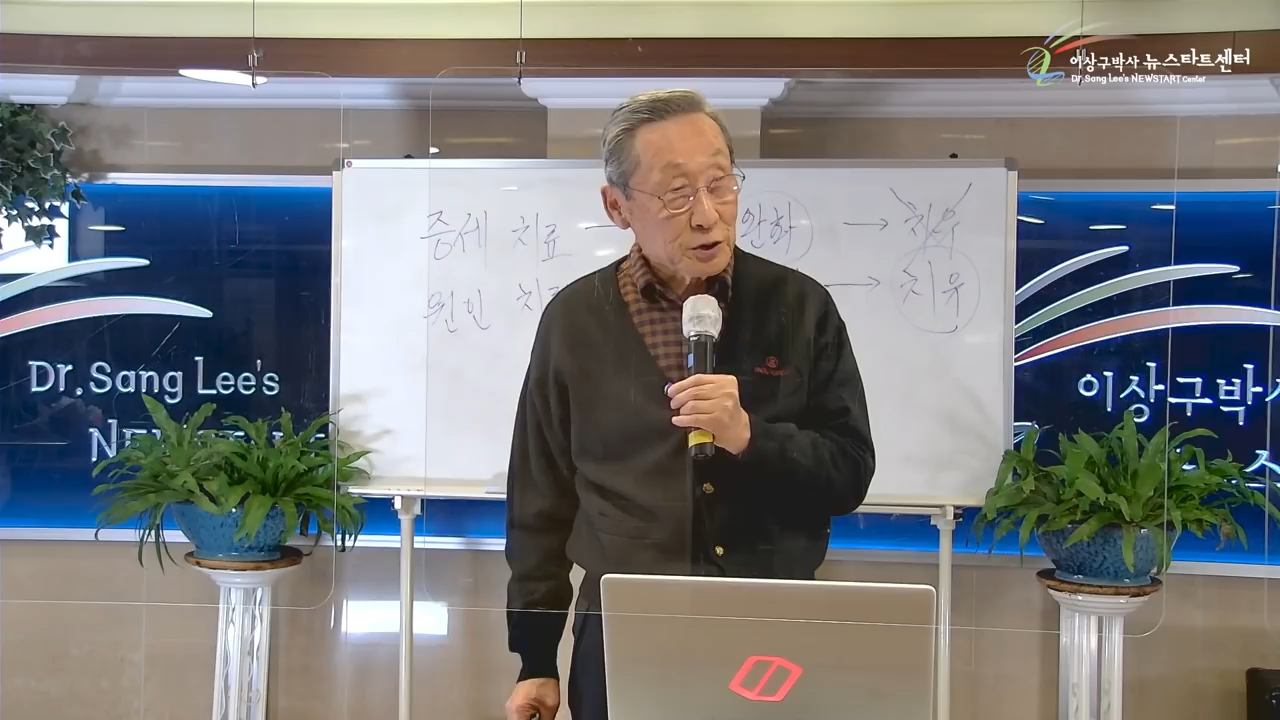 이상구박사 뉴스타트센터
Dr. Sang Lee's NEWSTART Center
증세 치료 → 완화 → 치유
원인 → 치유
Dr. Sang Lee's
이상구박